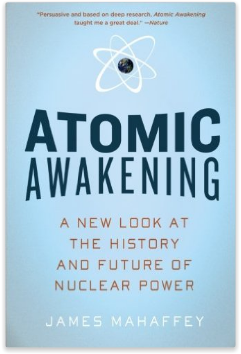 "Persuasive and based on deep research, Atomic Awakening
taught me a great deal." —Nature
ATOMIC
AWAKENING
A NEW LOOK AT
THE HISTORY
AND FUTURE OF
NUCLEAR POWER
JAMES MAHAFFEY